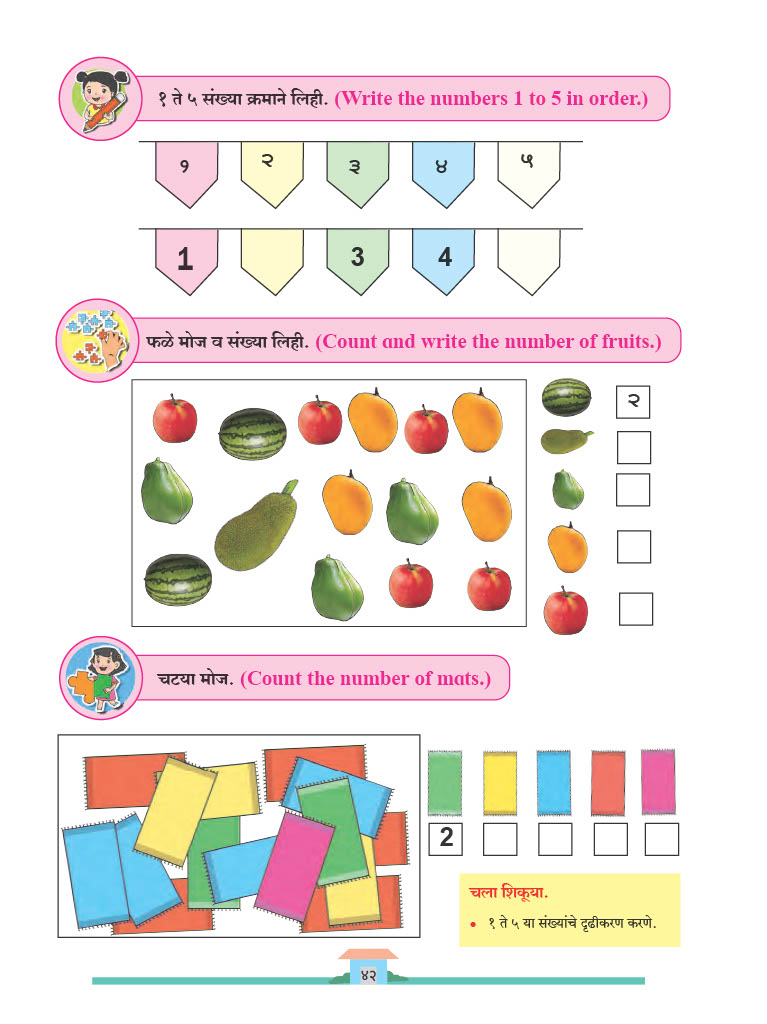 १ ते ५ संख्या क्रमाने लिही. (Write the numbers 1 to 5 in order.)
१ २ ३ ४ ५
1 3 4
फळे मोज व संख्या लिही. (Count and write the number of fruits.)
२
चटया मोज. (Count the number of mats.)
2
चला शिकूया.
• १ ते ५ या संख्यांचे दृढीकरण करणे.
४२